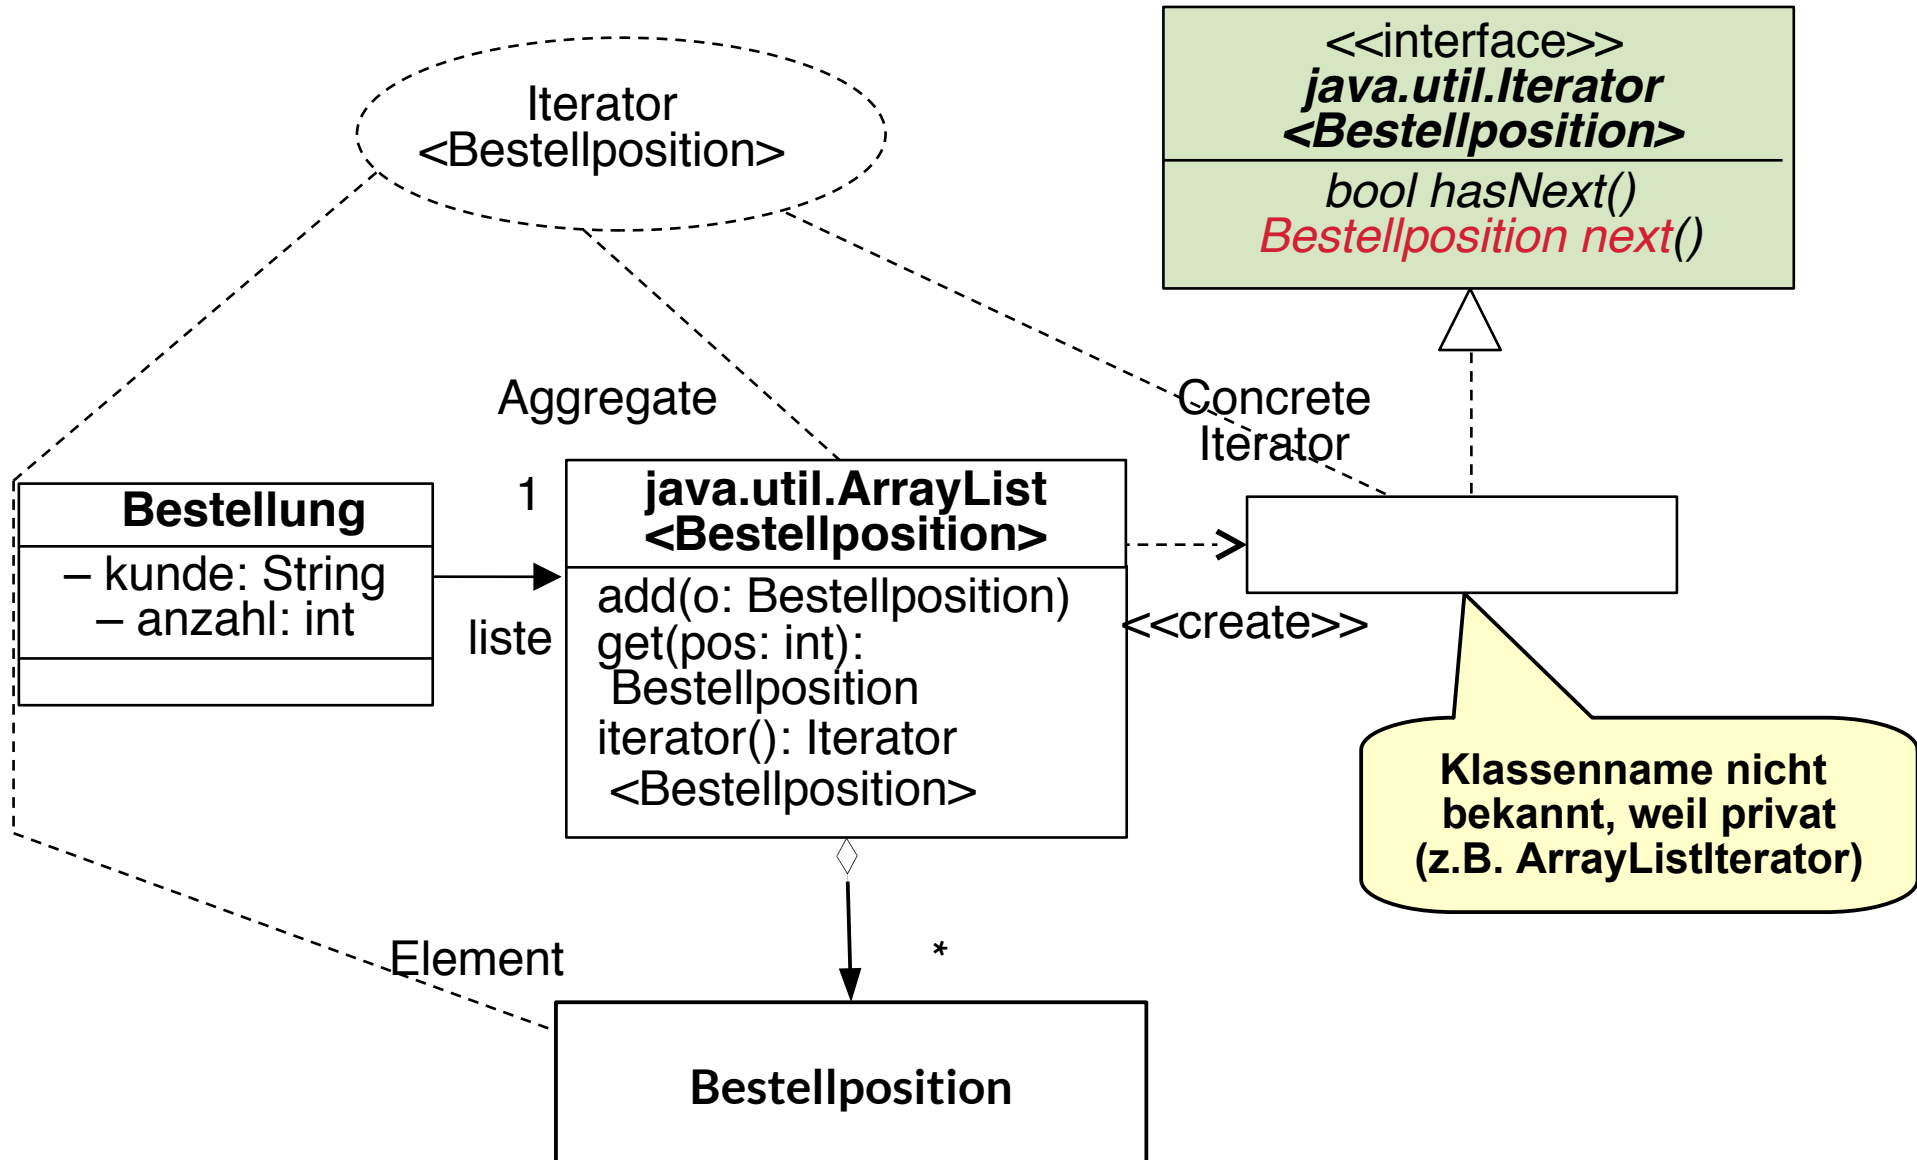 Iterator
<Bestellposition>
<<interface>>
java.util.Iterator
<Bestellposition>
bool hasNext()
Bestellposition next()
Aggregate
Concrete
Iterator
Bestellung
– kunde: String
– anzahl: int
1
liste
java.util.ArrayList
<Bestellposition>
add(o: Bestellposition)
get(pos: int):
Bestellposition
iterator(): Iterator
<Bestellposition>
<<create>>
Klassenname nicht
bekannt, weil privat
(z.B. ArrayListIterator)
Element
*
Bestellposition